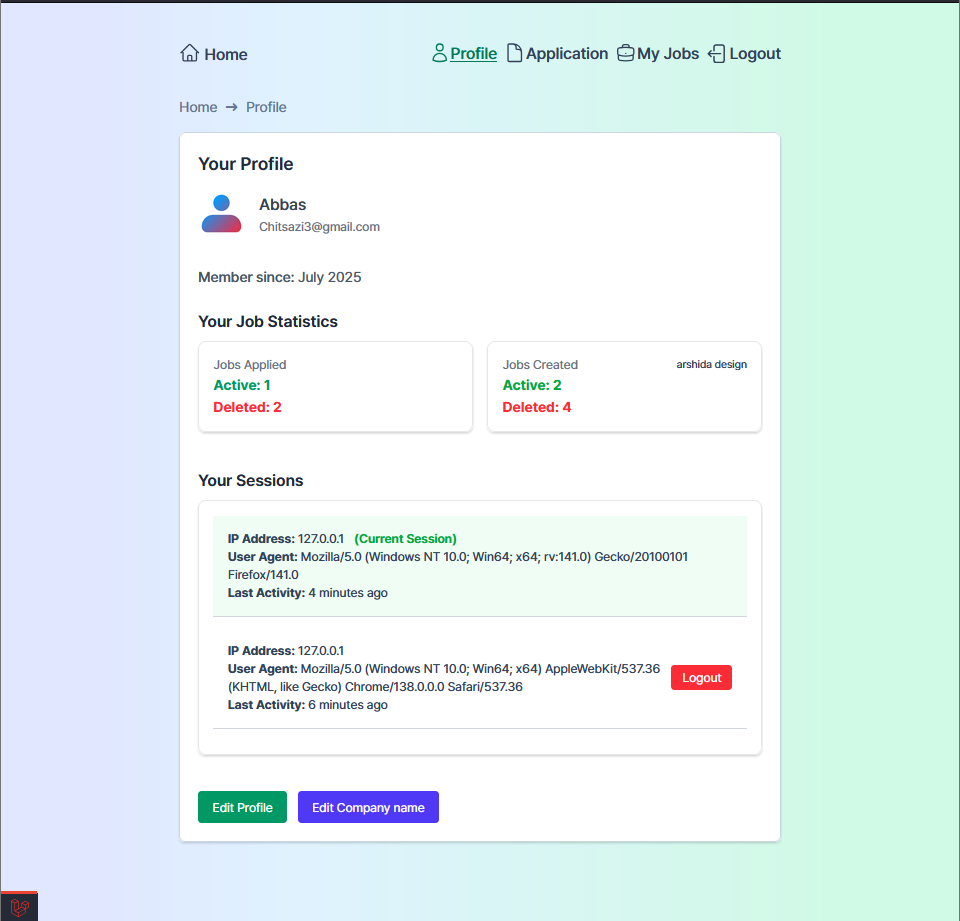 Home
Profile Application My Jobs Logout
Home → Profile
Your Profile
Abbas
Chitsazi3@gmail.com
Member since: July 2025
Your Job Statistics
Jobs Applied
Active: 1
Deleted: 2
Jobs Created arshida design
Active: 2
Deleted: 4
Your Sessions
IP Address: 127.0.0.1 (Current Session)
User Agent: Mozilla/5.0 (Windows NT 10.0; Win64; x64; rv:141.0) Gecko/20100101
Firefox/141.0
Last Activity: 4 minutes ago
IP Address: 127.0.0.1
User Agent: Mozilla/5.0 (Windows NT 10.0; Win64; x64) AppleWebKit/537.36
(KHTML, like Gecko) Chrome/138.0.0.0 Safari/537.36
Last Activity: 6 minutes ago
Logout
Edit Profile Edit Company name